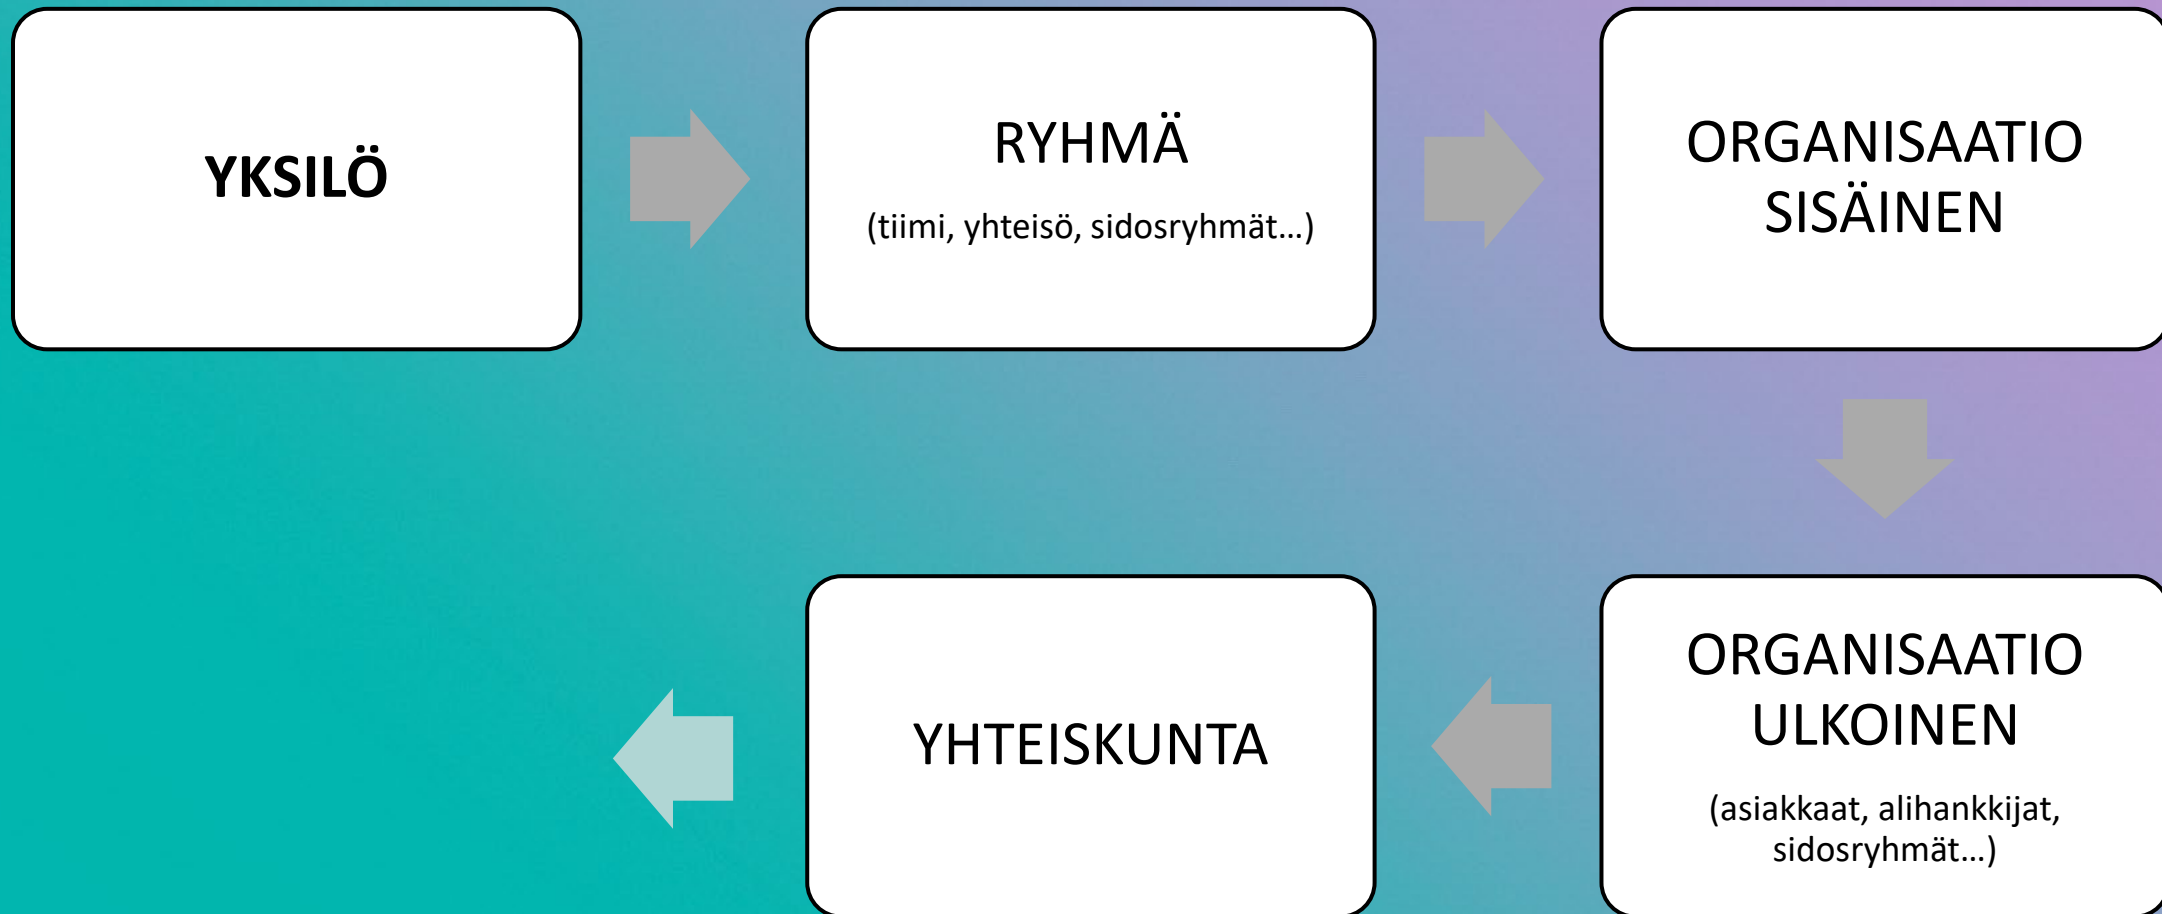 YKSILÖ
RYHMÄ
(tiimi, yhteisö, sidosryhmät…)
ORGANISAATIO
SISÄINEN
ORGANISAATIO
ULKOINEN
(asiakkaat, alihankkijat,
sidosryhmät…)
YHTEISKUNTA